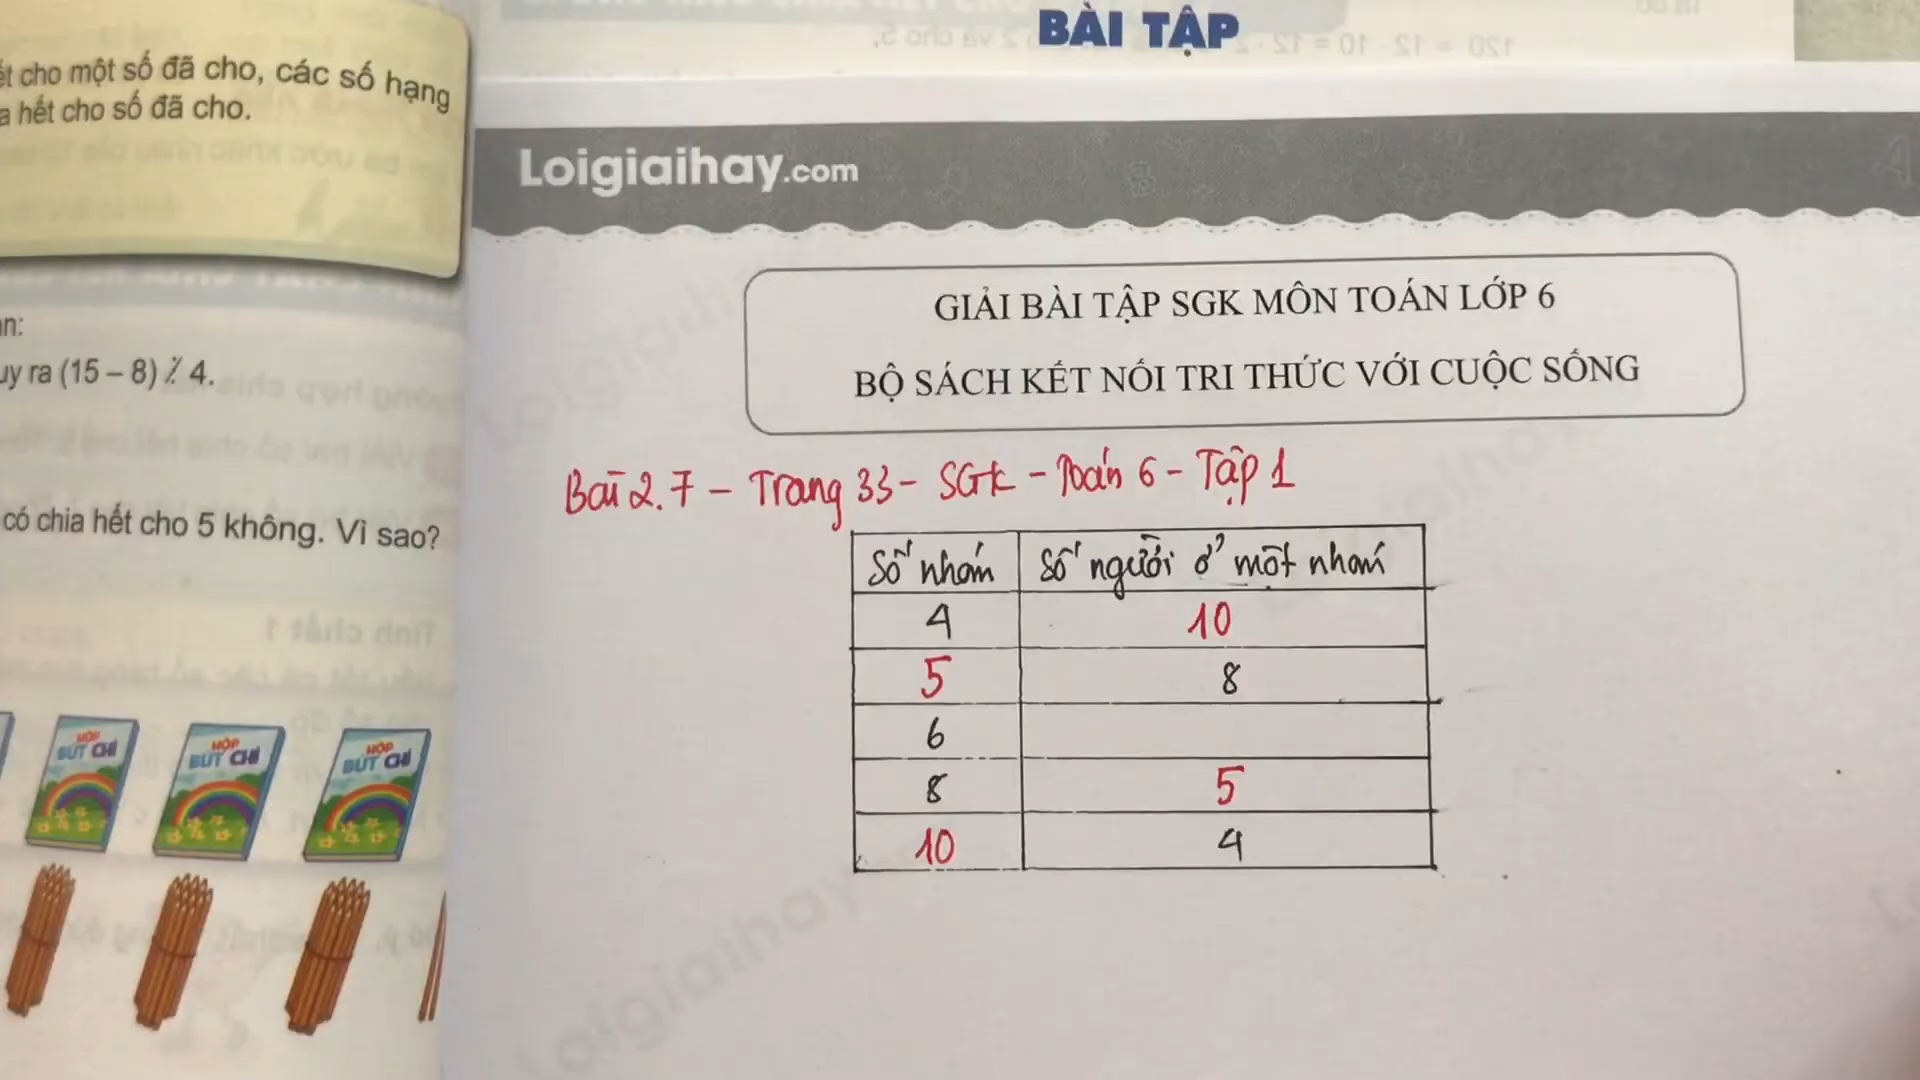 BÀI TẬP
ết cho một số đã cho, các số hạng
a hết cho số đã cho.
uy ra (15 – 8) ⋮̸ 4.
có chia hết cho 5 không. Vì sao?
HỘP
BÚT CHÌ
HỘP
BÚT CHÌ
HỘP
BÚT CHÌ
Loigiaihay.com
GIẢI BÀI TẬP SGK MÔN TOÁN LỚP 6
BỘ SÁCH KẾT NỐI TRI THỨC VỚI CUỘC SỐNG
Bài 2.7 – Trang 33 – SGK – Toán 6 – Tập 1
Số nhóm Số người ở một nhóm
4 10
5 8
6
8 5
10 4